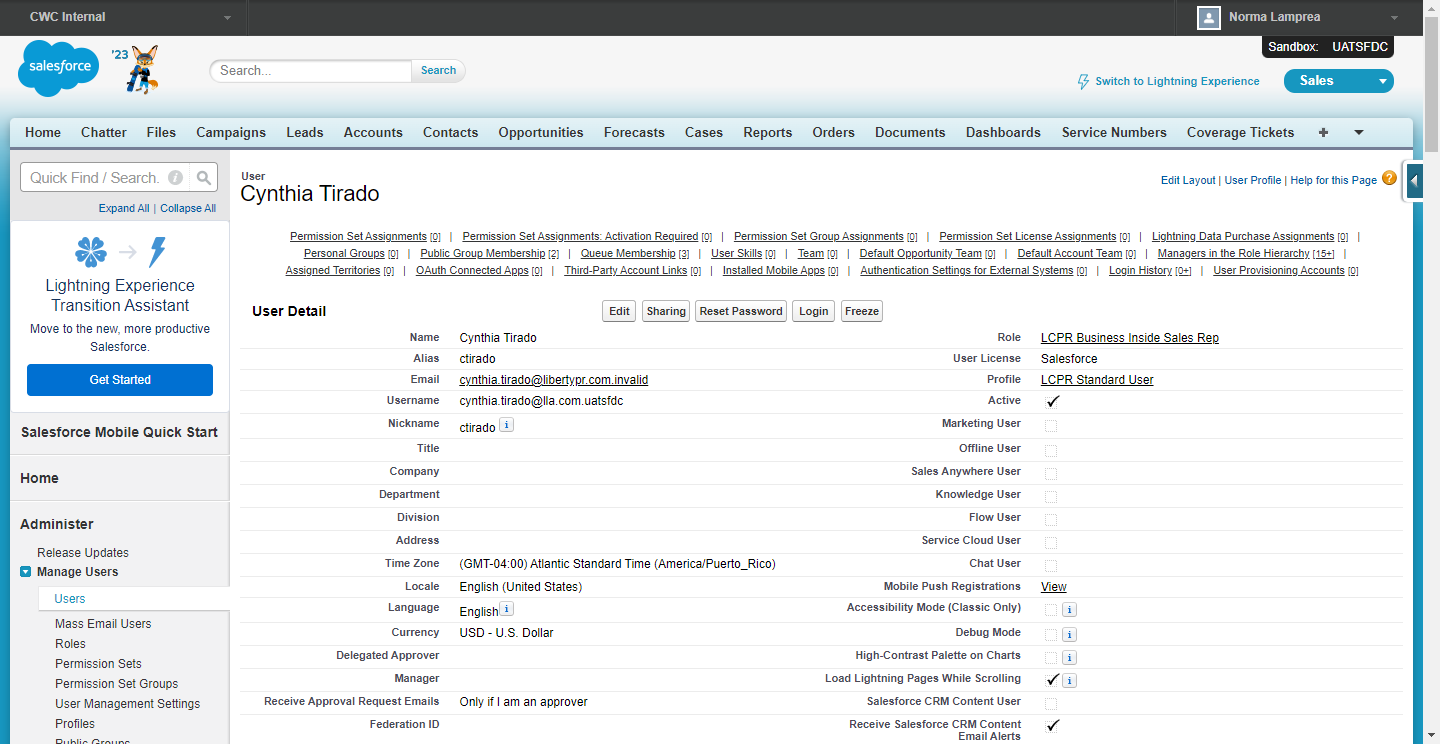 CWC Internal
Norma Lamprea
Sandbox: UATSFDC
salesforce
'23
Search...
Search
Switch to Lightning Experience
Sales
Home Chatter Files Campaigns Leads Accounts Contacts Opportunities Forecasts Cases Reports Orders Documents Dashboards Service Numbers Coverage Tickets +
Quick Find / Search.
Expand All | Collapse All
Lightning Experience
Transition Assistant
Move to the new, more productive
Salesforce.
Get Started
Salesforce Mobile Quick Start
Home
Administer
Release Updates
Manage Users
Users
Mass Email Users
Roles
Permission Sets
Permission Set Groups
User Management Settings
Profiles
Public Groups
User
Cynthia Tirado
Edit Layout | User Profile | Help for this Page ?
Permission Set Assignments [0] | Permission Set Assignments: Activation Required [0] | Permission Set Group Assignments [0] | Permission Set License Assignments [0] | Lightning Data Purchase Assignments [0] |
Personal Groups [0] | Public Group Membership [2] | Queue Membership [3] | User Skills [0] | Team [0] | Default Opportunity Team [0] | Default Account Team [0] | Managers in the Role Hierarchy [15+] |
Assigned Territories [0] | OAuth Connected Apps [0] | Third-Party Account Links [0] | Installed Mobile Apps [0] | Authentication Settings for External Systems [0] | Login History [0+] | User Provisioning Accounts [0]
User Detail
Edit Sharing Reset Password Login Freeze
Name Cynthia Tirado Role LCPR Business Inside Sales Rep
Alias ctirado User License Salesforce
Email cynthia.tirado@libertypr.com.invalid Profile LCPR Standard User
Username cynthia.tirado@lla.com.uatsfdc Active
Nickname ctirado i Marketing User
Title Offline User
Company Sales Anywhere User
Department Knowledge User
Division Flow User
Address Service Cloud User
Time Zone (GMT-04:00) Atlantic Standard Time (America/Puerto_Rico) Chat User
Locale English (United States) Mobile Push Registrations View
Language English i Accessibility Mode (Classic Only) i
Currency USD - U.S. Dollar Debug Mode i
Delegated Approver High-Contrast Palette on Charts i
Manager Load Lightning Pages While Scrolling i
Receive Approval Request Emails Only if I am an approver Salesforce CRM Content User
Federation ID Receive Salesforce CRM Content
Email Alerts